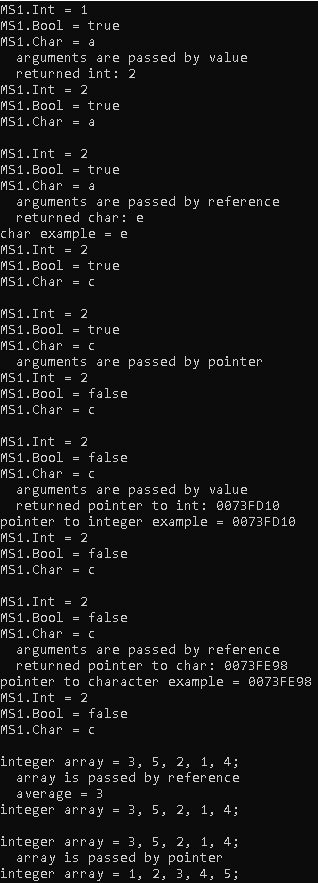 MS1.Int = 1
MS1.Bool = true
MS1.Char = a
  arguments are passed by value
  returned int: 2
MS1.Int = 2
MS1.Bool = true
MS1.Char = a

MS1.Int = 2
MS1.Bool = true
MS1.Char = a
  arguments are passed by reference
  returned char: e
char example = e
MS1.Int = 2
MS1.Bool = true
MS1.Char = c

MS1.Int = 2
MS1.Bool = true
MS1.Char = c
  arguments are passed by pointer
MS1.Int = 2
MS1.Bool = false
MS1.Char = c

MS1.Int = 2
MS1.Bool = false
MS1.Char = c
  arguments are passed by value
  returned pointer to int: 0073FD10
pointer to integer example = 0073FD10
MS1.Int = 2
MS1.Bool = false
MS1.Char = c

MS1.Int = 2
MS1.Bool = false
MS1.Char = c
  arguments are passed by reference
  returned pointer to char: 0073FE98
pointer to character example = 0073FE98
MS1.Int = 2
MS1.Bool = false
MS1.Char = c

integer array = 3, 5, 2, 1, 4;
  array is passed by reference
  average = 3
integer array = 3, 5, 2, 1, 4;

integer array = 3, 5, 2, 1, 4;
  array is passed by pointer
integer array = 1, 2, 3, 4, 5;